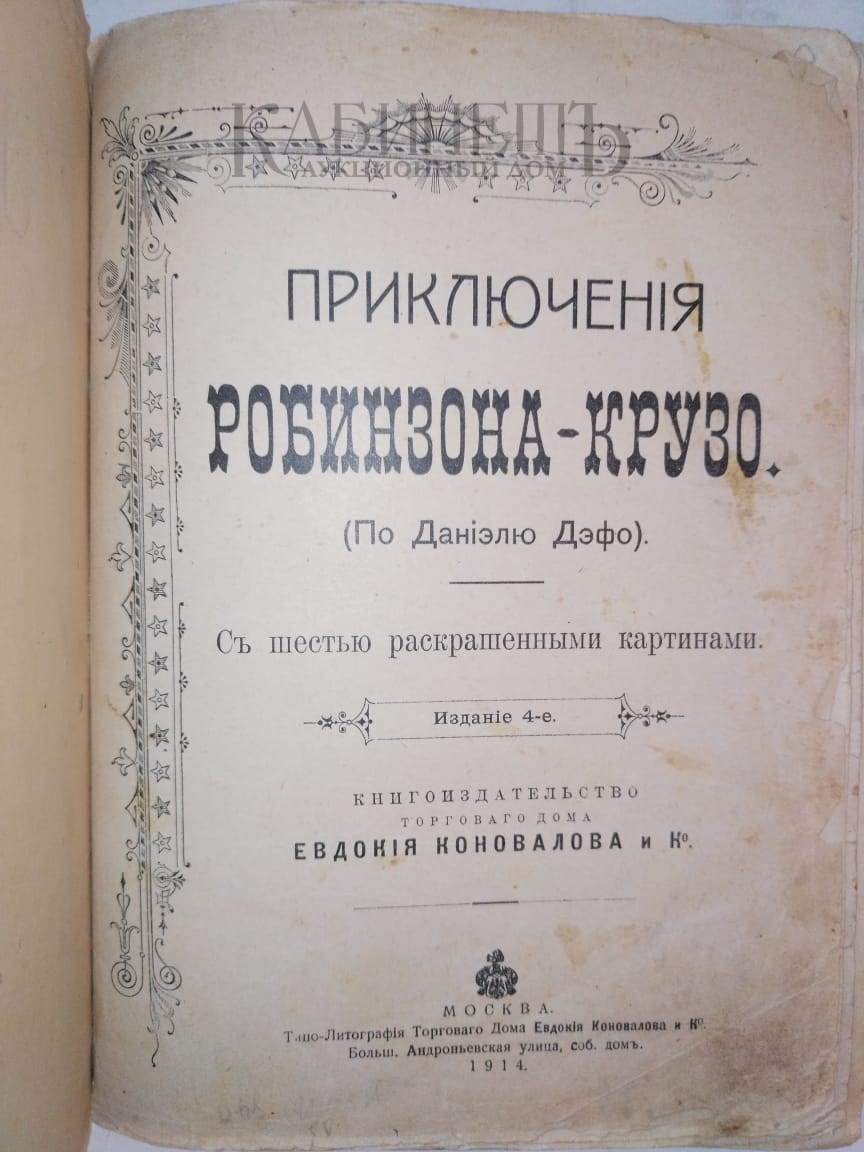 КАБИНЕТЪ
АУКЦИОННЫЙ ДОМ
ПРИКЛЮЧЕНІЯ
РОБИНЗОНА-КРУЗО.
(По Даніэлю Дэфо).
Съ шестью раскрашенными картинами.
Изданіе 4-е.
КНИГОИЗДАТЕЛЬСТВО
ТОРГОВАГО ДОМА
ЕВДОКІЯ КОНОВАЛОВА и Ко.
МОСКВА.
Типо-Литографія Торговаго Дома Евдокія Коновалова и Ко.
Больш. Андроньевская улица, соб. домъ.
1914.